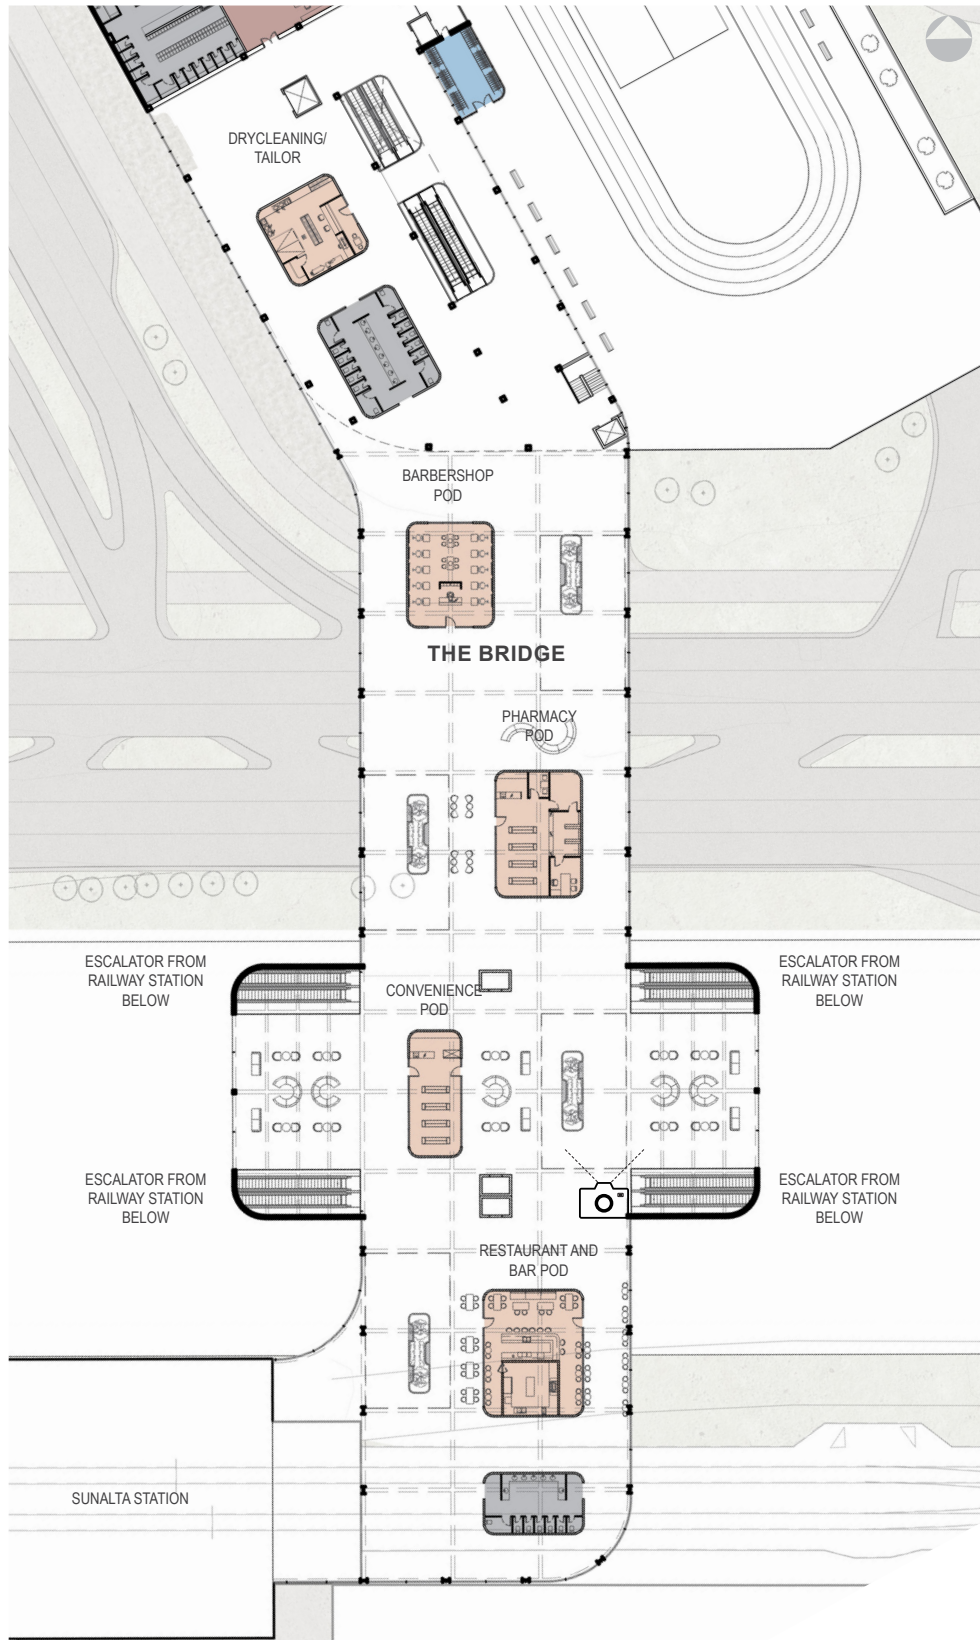 DRYCLEANING/
TAILOR
BARBERSHOP
POD
THE BRIDGE
PHARMACY
POD
ESCALATOR FROM
RAILWAY STATION
BELOW
ESCALATOR FROM
RAILWAY STATION
BELOW
CONVENIENCE
POD
ESCALATOR FROM
RAILWAY STATION
BELOW
ESCALATOR FROM
RAILWAY STATION
BELOW
RESTAURANT AND
BAR POD
SUNALTA STATION